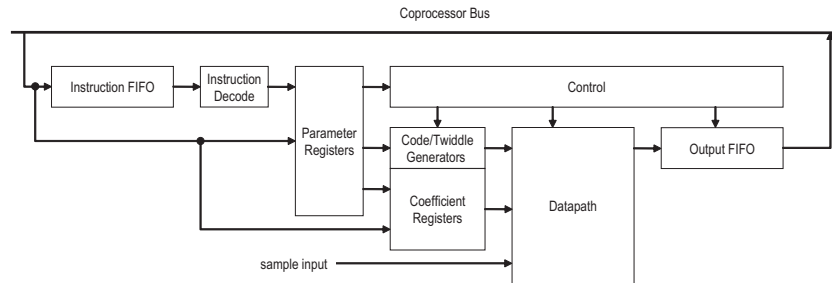 Coprocessor Bus
Instruction FIFO
Instruction
Decode
Parameter
Registers
Control
Code/Twiddle
Generators
Coefficient
Registers
Datapath
Output FIFO
sample input